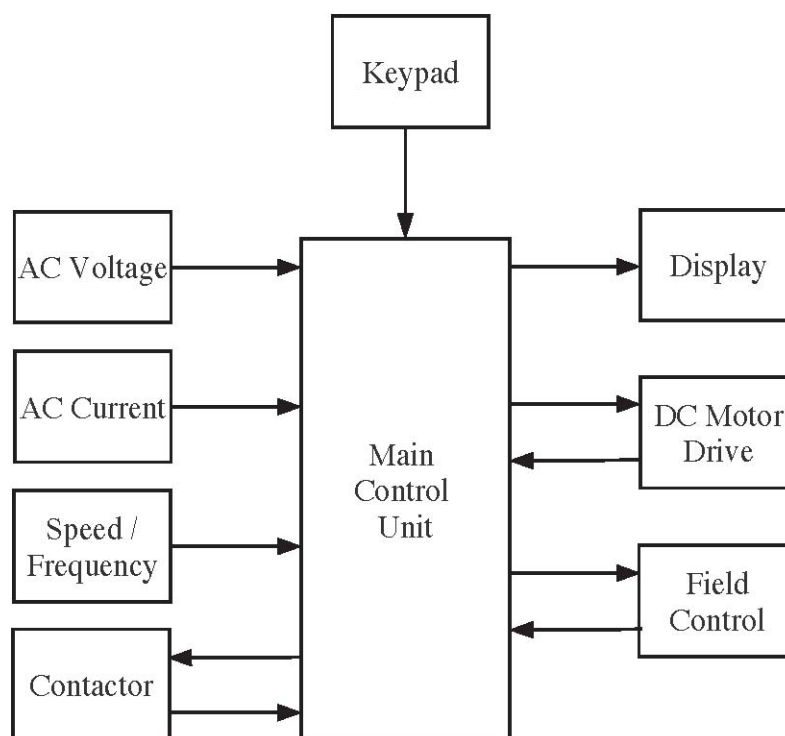 Keypad
AC Voltage
AC Current
Speed /
Frequency
Contactor
Main
Control
Unit
Display
DC Motor
Drive
Field
Control